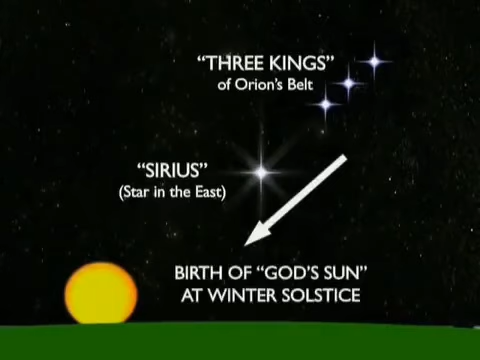 “THREE KINGS”
of Orion’s Belt
“SIRIUS”
(Star in the East)
BIRTH OF “GOD’S SUN”
AT WINTER SOLSTICE